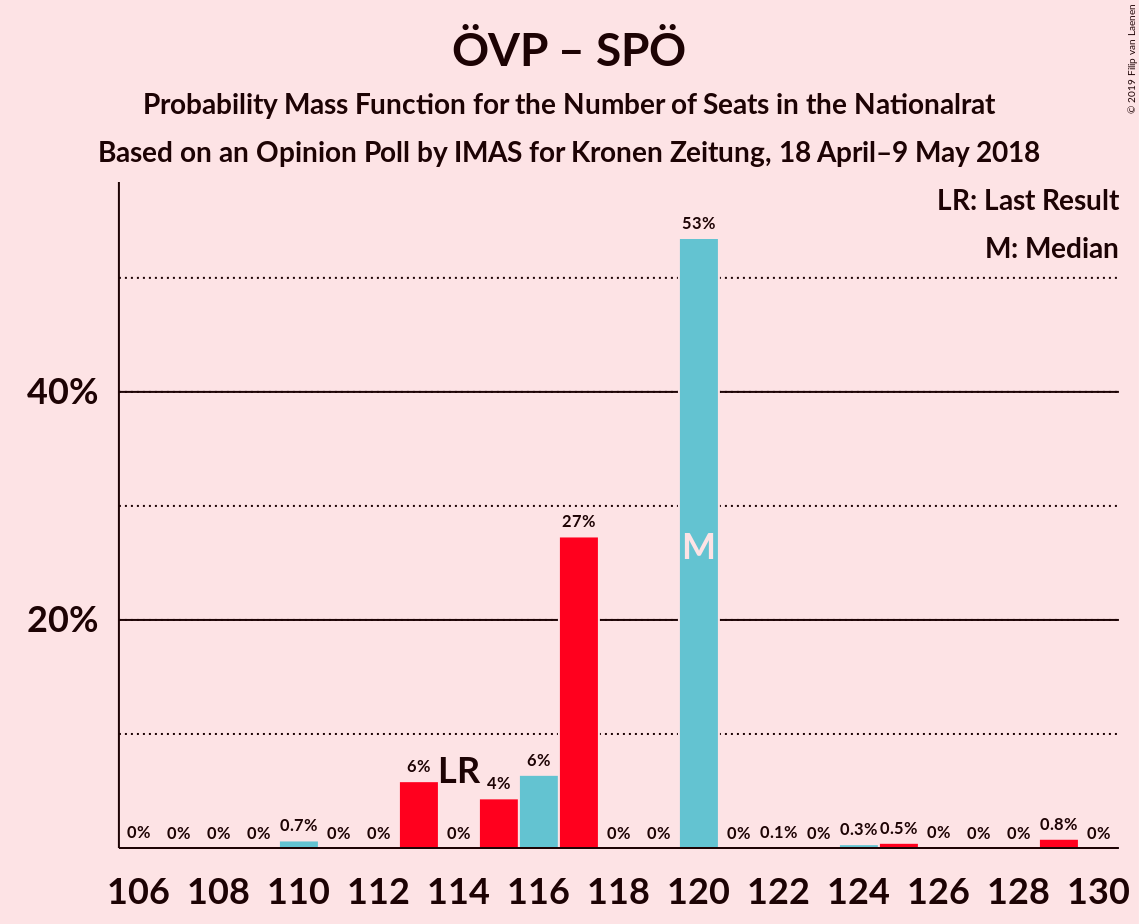 ÖVP – SPÖ
Probability Mass Function for the Number of Seats in the Nationalrat
Based on an Opinion Poll by IMAS for Kronen Zeitung, 18 April–9 May 2018
© 2019 Filip van Laenen
LR: Last Result
M: Median
53%
40%
27%
M
20%
6% LR 4% 6%
0% 0% 0% 0% 0.7% 0% 0% 0% 0% 0% 0% 0.1% 0% 0.3% 0.5% 0% 0% 0% 0.8% 0%
106 108 110 112 114 116 118 120 122 124 126 128 130